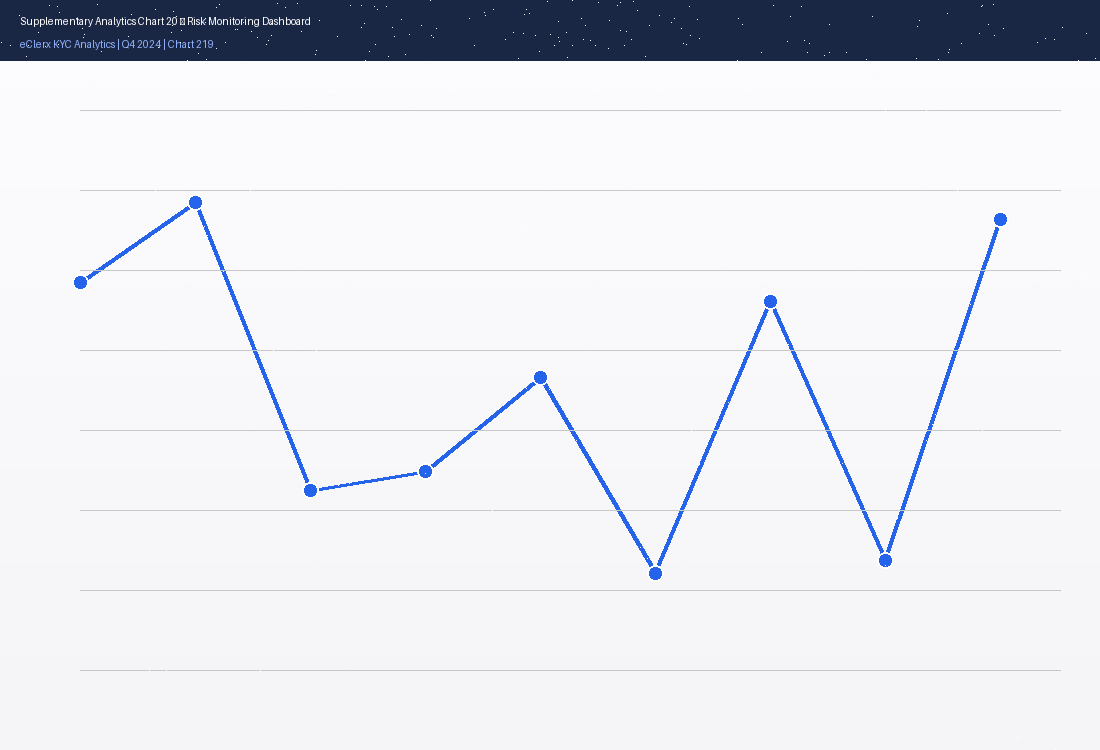 Supplementary Analytics Chart 20 ▯ Risk Monitoring Dashboard
eClerx KYC Analytics | Q4 2024 | Chart 219